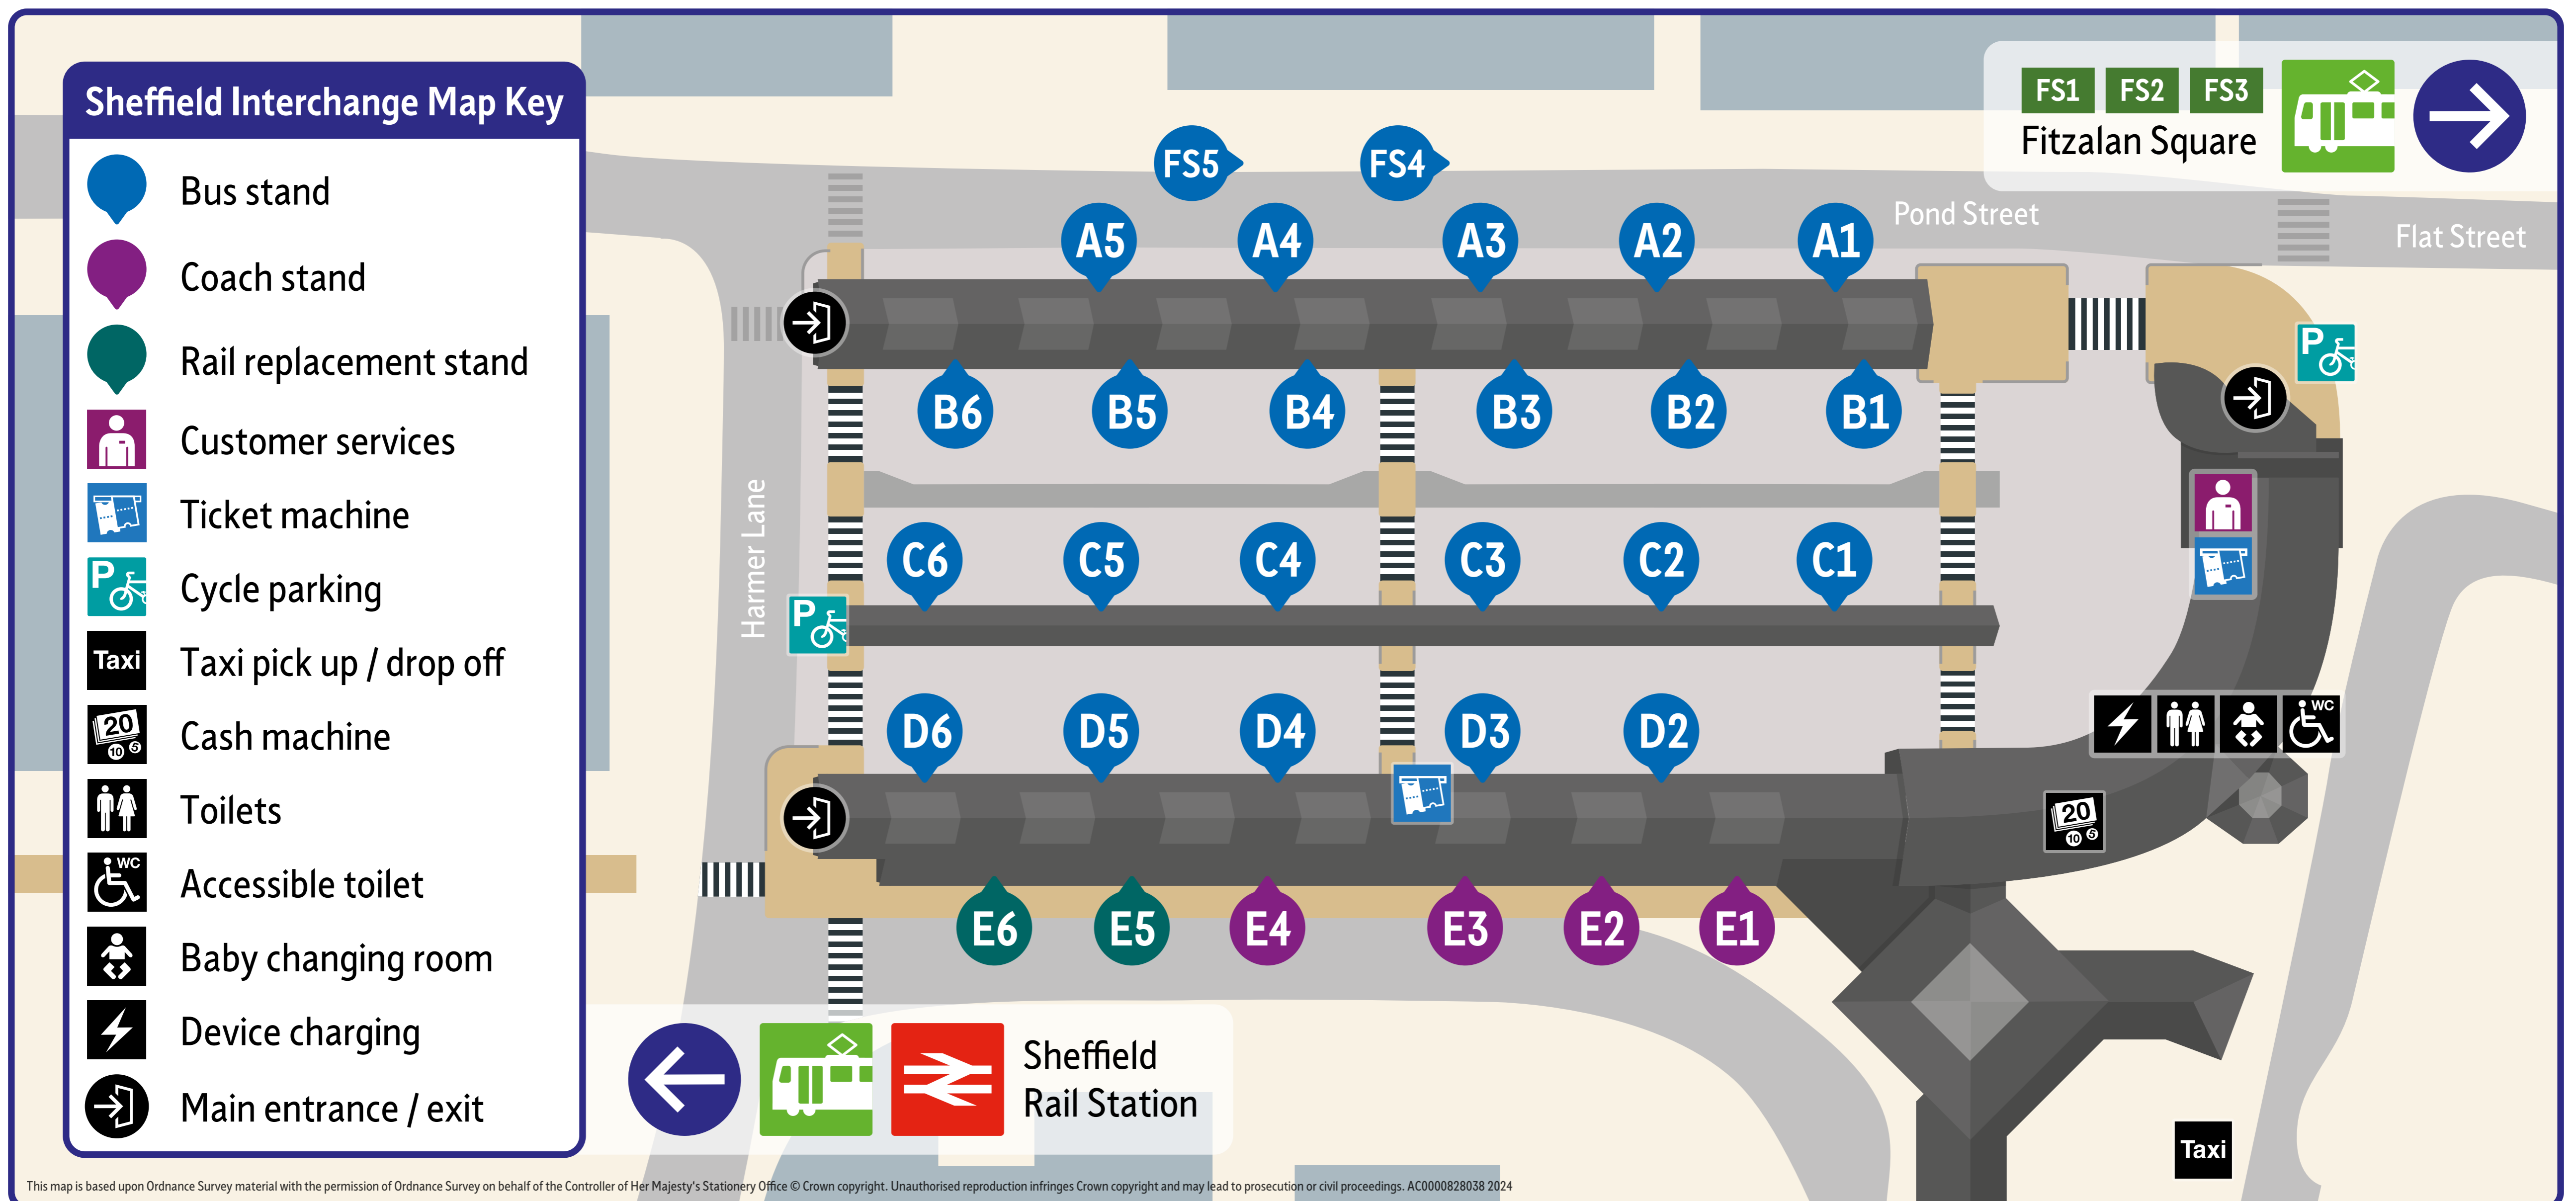 Sheffield Interchange Map Key
Bus stand
Coach stand
Rail replacement stand
Customer services
Ticket machine
P
Cycle parking
Taxi
Taxi pick up / drop off
20
10 5
Cash machine
Toilets
WC
Accessible toilet
Baby changing room
Device charging
Main entrance / exit
FS1 FS2 FS3
Fitzalan Square
FS5 FS4
Pond Street
Flat Street
A5 A4 A3 A2 A1
P
B6 B5 B4 B3 B2 B1
Harmer Lane
C6 C5 C4 C3 C2 C1
P
D6 D5 D4 D3 D2
WC
20
10 5
E6 E5 E4 E3 E2 E1
Sheffield
Rail Station
Taxi
This map is based upon Ordnance Survey material with the permission of Ordnance Survey on behalf of the Controller of Her Majesty's Stationery Office © Crown copyright. Unauthorised reproduction infringes Crown copyright and may lead to prosecution or civil proceedings. AC0000828038 2024